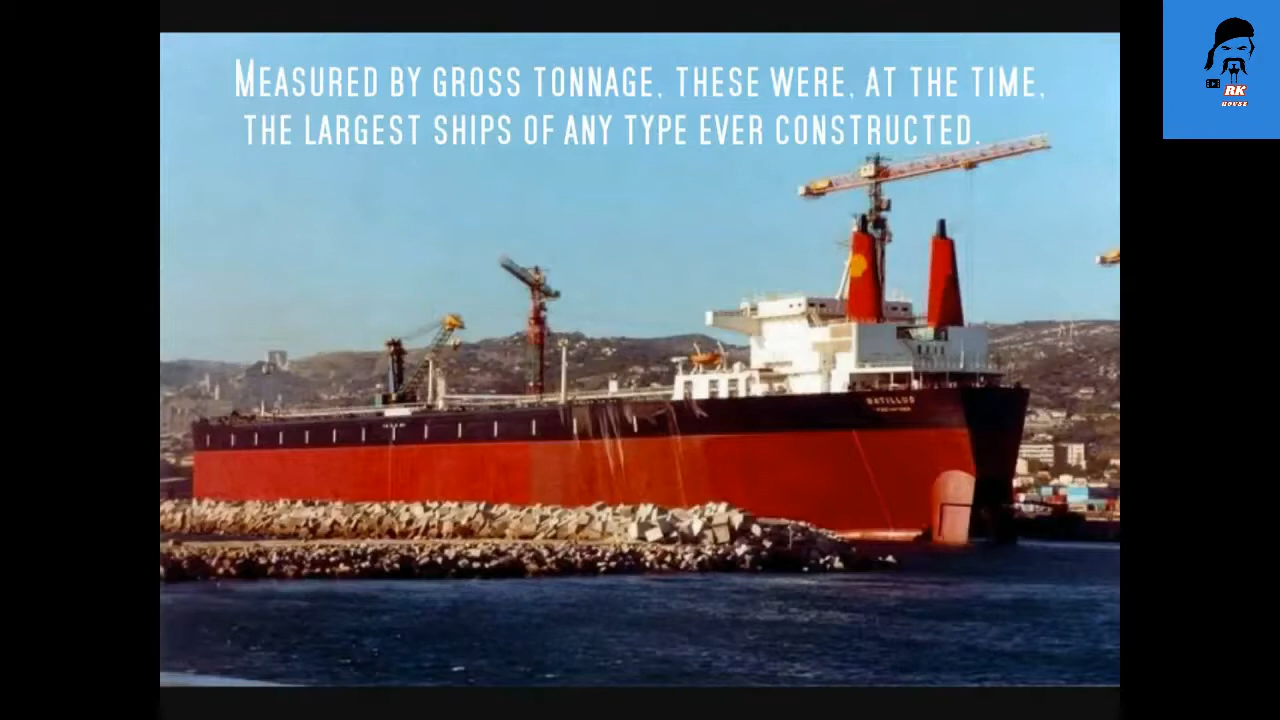 Measured by gross tonnage, these were, at the time,
the largest ships of any type ever constructed.
RK
HOUSE
BATILLUS